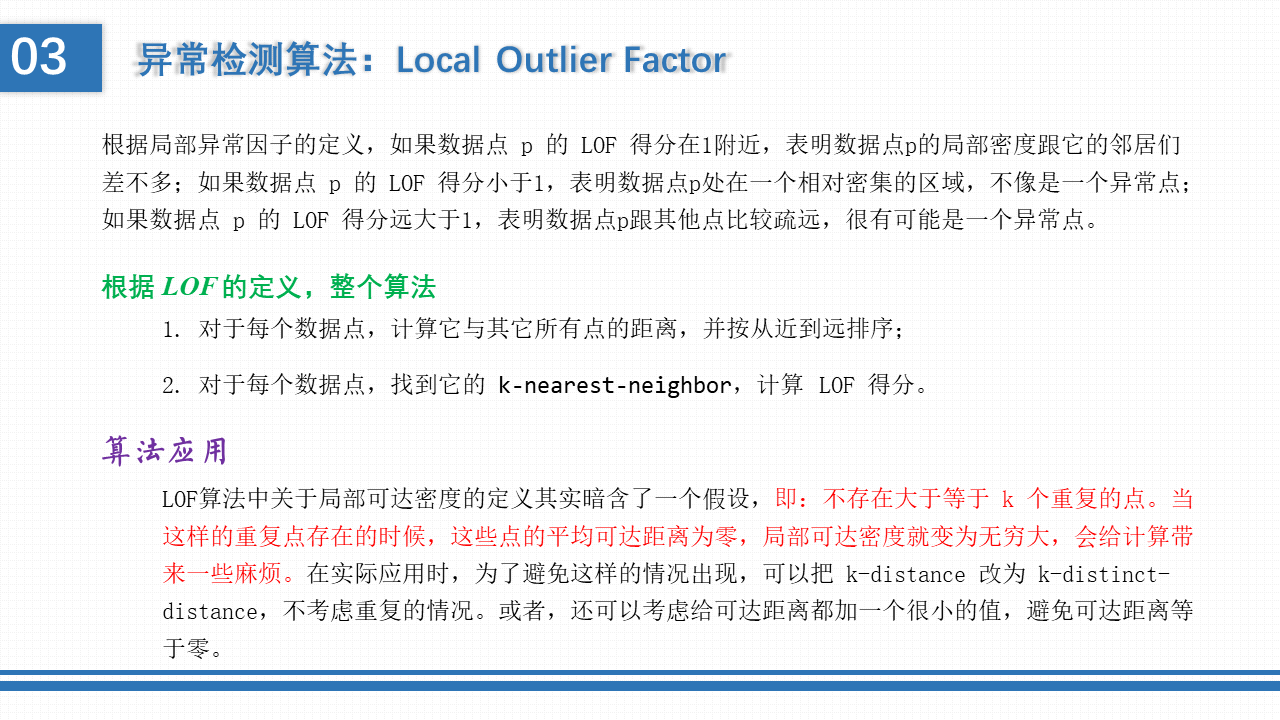 03
异常检测算法：Local Outlier Factor
根据局部异常因子的定义，如果数据点 p 的 LOF 得分在1附近，表明数据点p的局部密度跟它的邻居们
差不多；如果数据点 p 的 LOF 得分小于1，表明数据点p处在一个相对密集的区域，不像是一个异常点；
如果数据点 p 的 LOF 得分远大于1，表明数据点p跟其他点比较疏远，很有可能是一个异常点。
根据 LOF 的定义，整个算法
1. 对于每个数据点，计算它与其它所有点的距离，并按从近到远排序；
2. 对于每个数据点，找到它的 k-nearest-neighbor，计算 LOF 得分。
算法应用
LOF算法中关于局部可达密度的定义其实暗含了一个假设，即：不存在大于等于 k 个重复的点。当
这样的重复点存在的时候，这些点的平均可达距离为零，局部可达密度就变为无穷大，会给计算带
来一些麻烦。在实际应用时，为了避免这样的情况出现，可以把 k-distance 改为 k-distinct-
distance，不考虑重复的情况。或者，还可以考虑给可达距离都加一个很小的值，避免可达距离等
于零。